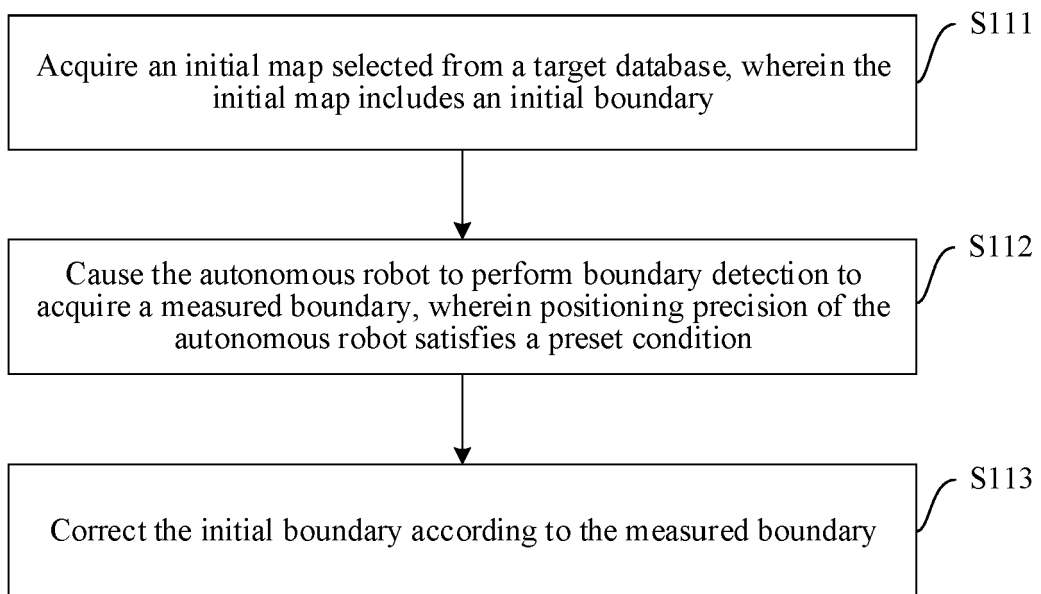 S111
Acquire an initial map selected from a target database, wherein the
initial map includes an initial boundary
S112
Cause the autonomous robot to perform boundary detection to
acquire a measured boundary, wherein positioning precision of the
autonomous robot satisfies a preset condition
S113
Correct the initial boundary according to the measured boundary